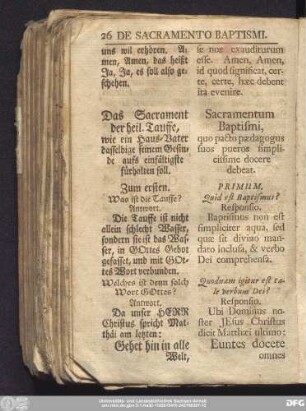 26 DE SACRAMENTO BAPTISMI.
uns wil erhören. A-
men, Amen, das heißt
Ja, Ja, es soll also ge-
schehen.
Das Sacrament
der heil. Tauffe,
wie ein Haus-Vater
dasselbige seinem Gesin-
de aufs einfältigste
fürhalten soll.
Zum ersten.
Was ist die Tauffe?
Antwort.
Die Tauffe ist nicht
allein schlecht Wasser,
sondern sie ist das Was-
ser, in GOttes Gebot
gefasset, und mit GOt-
tes Wort verbunden.
Welches ist denn solch
Wort GOttes?
Antwort.
Da unser HERR
Christus spricht Mat-
thäi am letzten:
Gehet hin in alle
Welt,
se nos exauditurum
esse. Amen, Amen,
id quod significat, cer-
te, certe, hæc debent
ita evenire.
Sacramentum
Baptismi,
quo pacto pædagogus
suos pueros simpli-
cissime docere
debeat.
PRIMUM.
Quid est Baptismus?
Responsio.
Baptismus non est
simpliciter aqua, sed
quæ sit divino man-
dato inclusa, & verbo
Dei comprehensa.
Quodnam igitur est ta-
le verbum Dei?
Responsio.
Ubi Dominus no-
ster JEsus Christus
dicit Matthæi ultimo:
Euntes docete
omnes